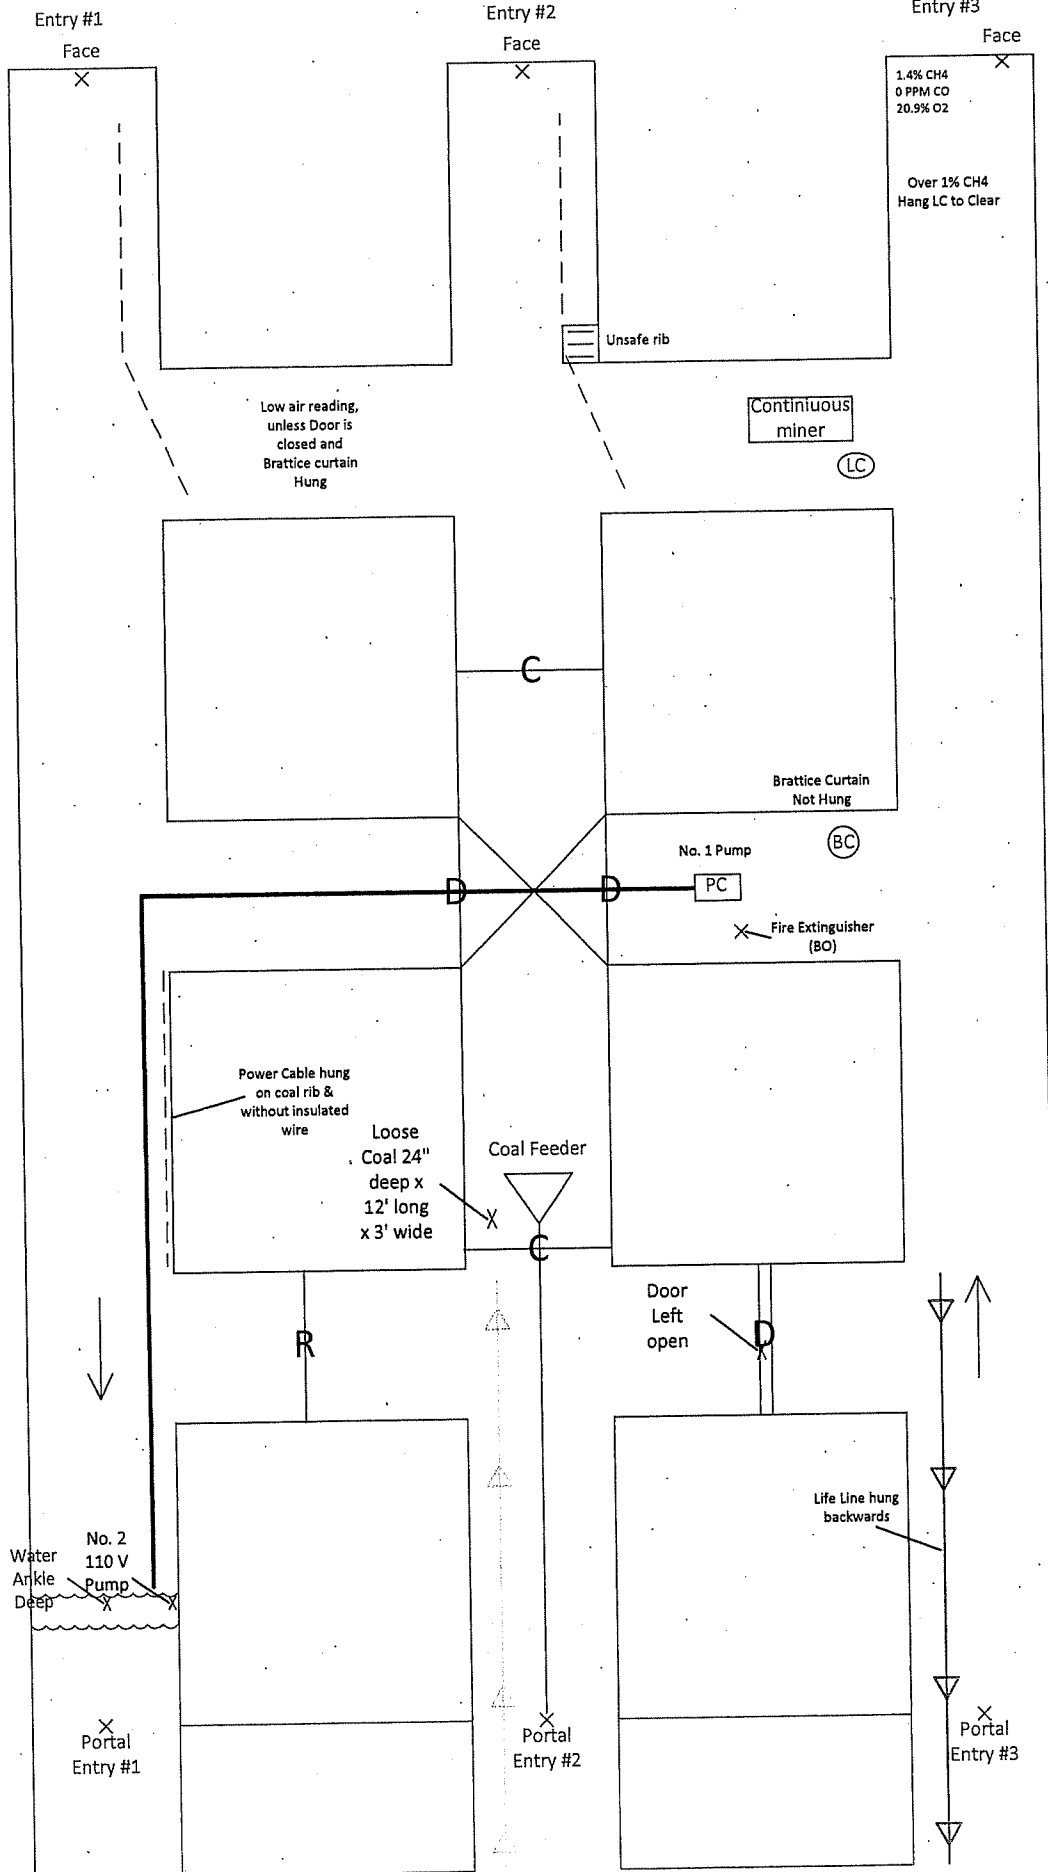 Entry #1
Face
Entry #2
Face
Entry #3
Face
1.4% CH4
0 PPM CO
20.9% O2
Over 1% CH4
Hang LC to Clear
Unsafe rib
Low air reading,
unless Door is
closed and
Brattice curtain
Hung
Continiuous
miner
LC
C
Brattice Curtain
Not Hung
BC
No. 1 Pump
PC
D
D
Fire Extinguisher
(BO)
Power Cable hung
on coal rib &
without insulated
wire
Loose
Coal 24"
deep x
12' long
x 3' wide
Coal Feeder
C
R
Door
Left
open
D
Life Line hung
backwards
No. 2
110 V
Pump
Water
Ankle
Deep
Portal
Entry #1
Portal
Entry #2
Portal
Entry #3